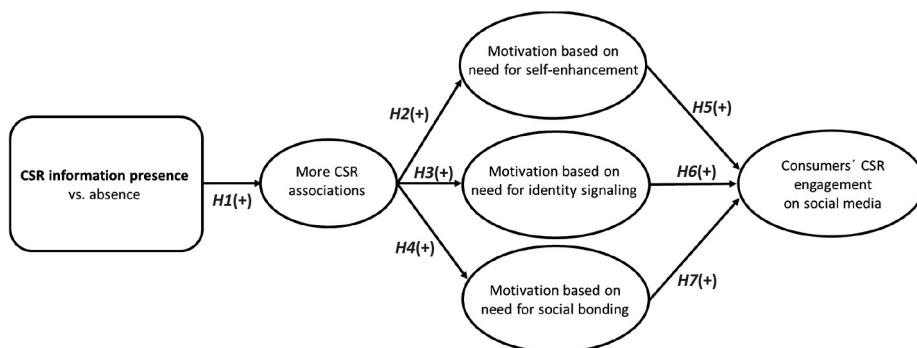 CSR information presence
vs. absence
H1(+)
More CSR
associations
H2(+)
H3(+)
H4(+)
Motivation based on
need for self-enhancement
Motivation based on
need for identity signaling
Motivation based on
need for social bonding
H5(+)
H6(+)
H7(+)
Consumers´ CSR
engagement
on social media